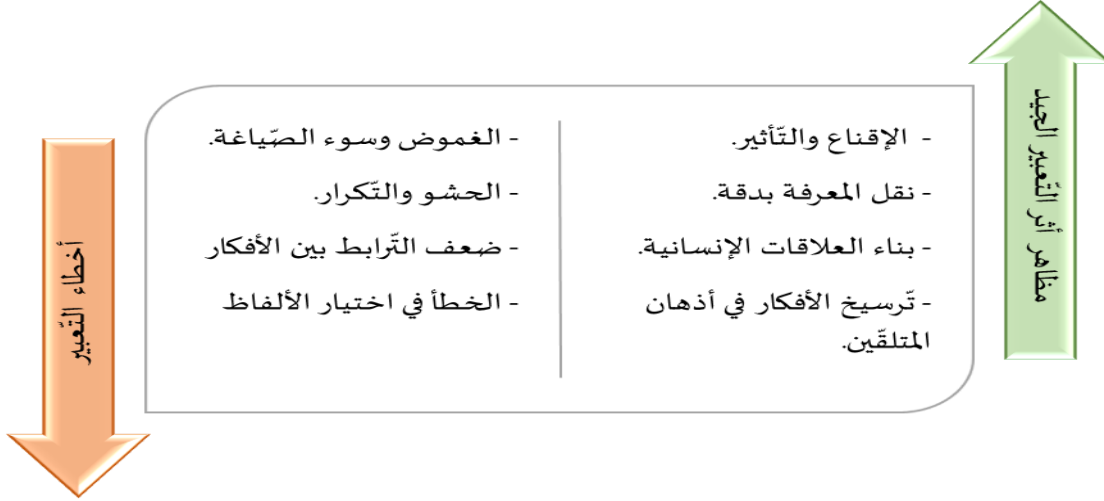 مظاهر أثر التّعبير الجيد
- الإقناع والتّأثير.
- نقل المعرفة بدقة.
- بناء العلاقات الإنسانية.
- تّرسيخ الأفكار في أذهان
المتلقّين.
- الغموض وسوء الصّياغة.
- الحشو والتّكرار.
- ضعف التّرابط بين الأفكار
- الخطأ في اختيار الألفاظ
أخطاء التّعبير